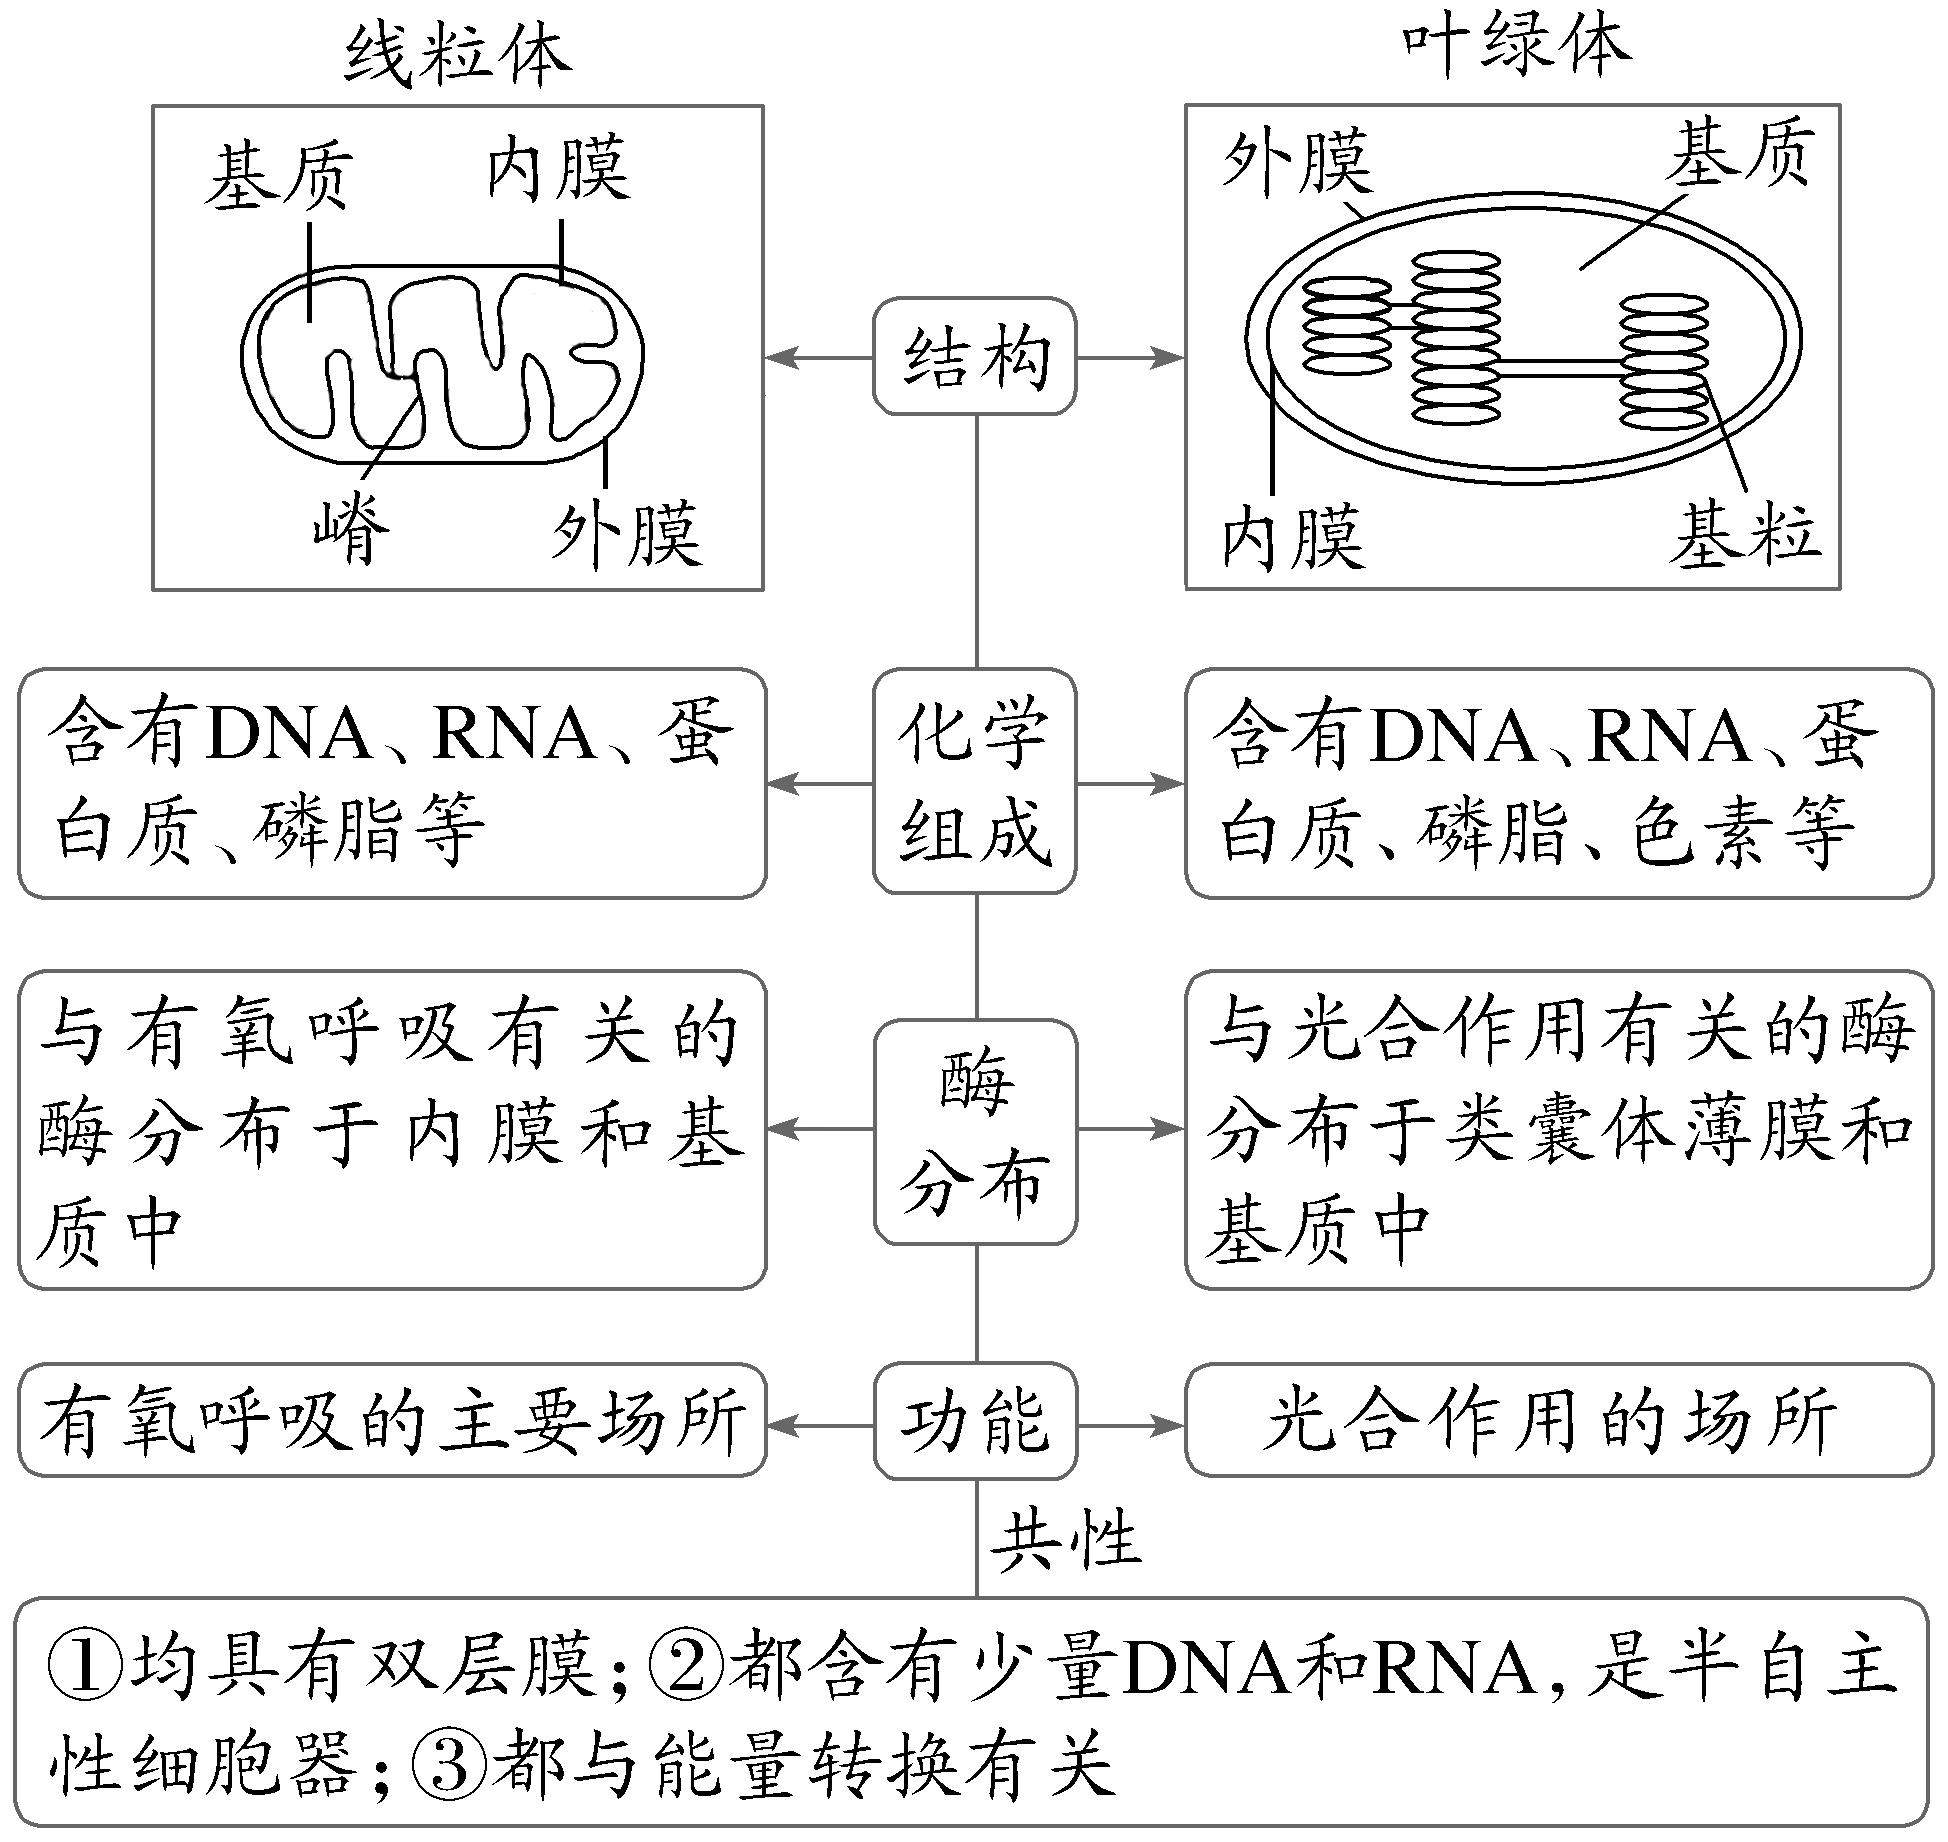 线粒体
叶绿体
基质
内膜
嵴
外膜
外膜
基质
内膜
基粒
结构
含有DNA、RNA、蛋
白质、磷脂等
化学
组成
含有DNA、RNA、蛋
白质、磷脂、色素等
与有氧呼吸有关的
酶分布于内膜和基
质中
酶
分布
与光合作用有关的酶
分布于类囊体薄膜和
基质中
有氧呼吸的主要场所
功能
光合作用的场所
共性
①均具有双层膜;②都含有少量DNA和RNA,是半自主
性细胞器;③都与能量转换有关